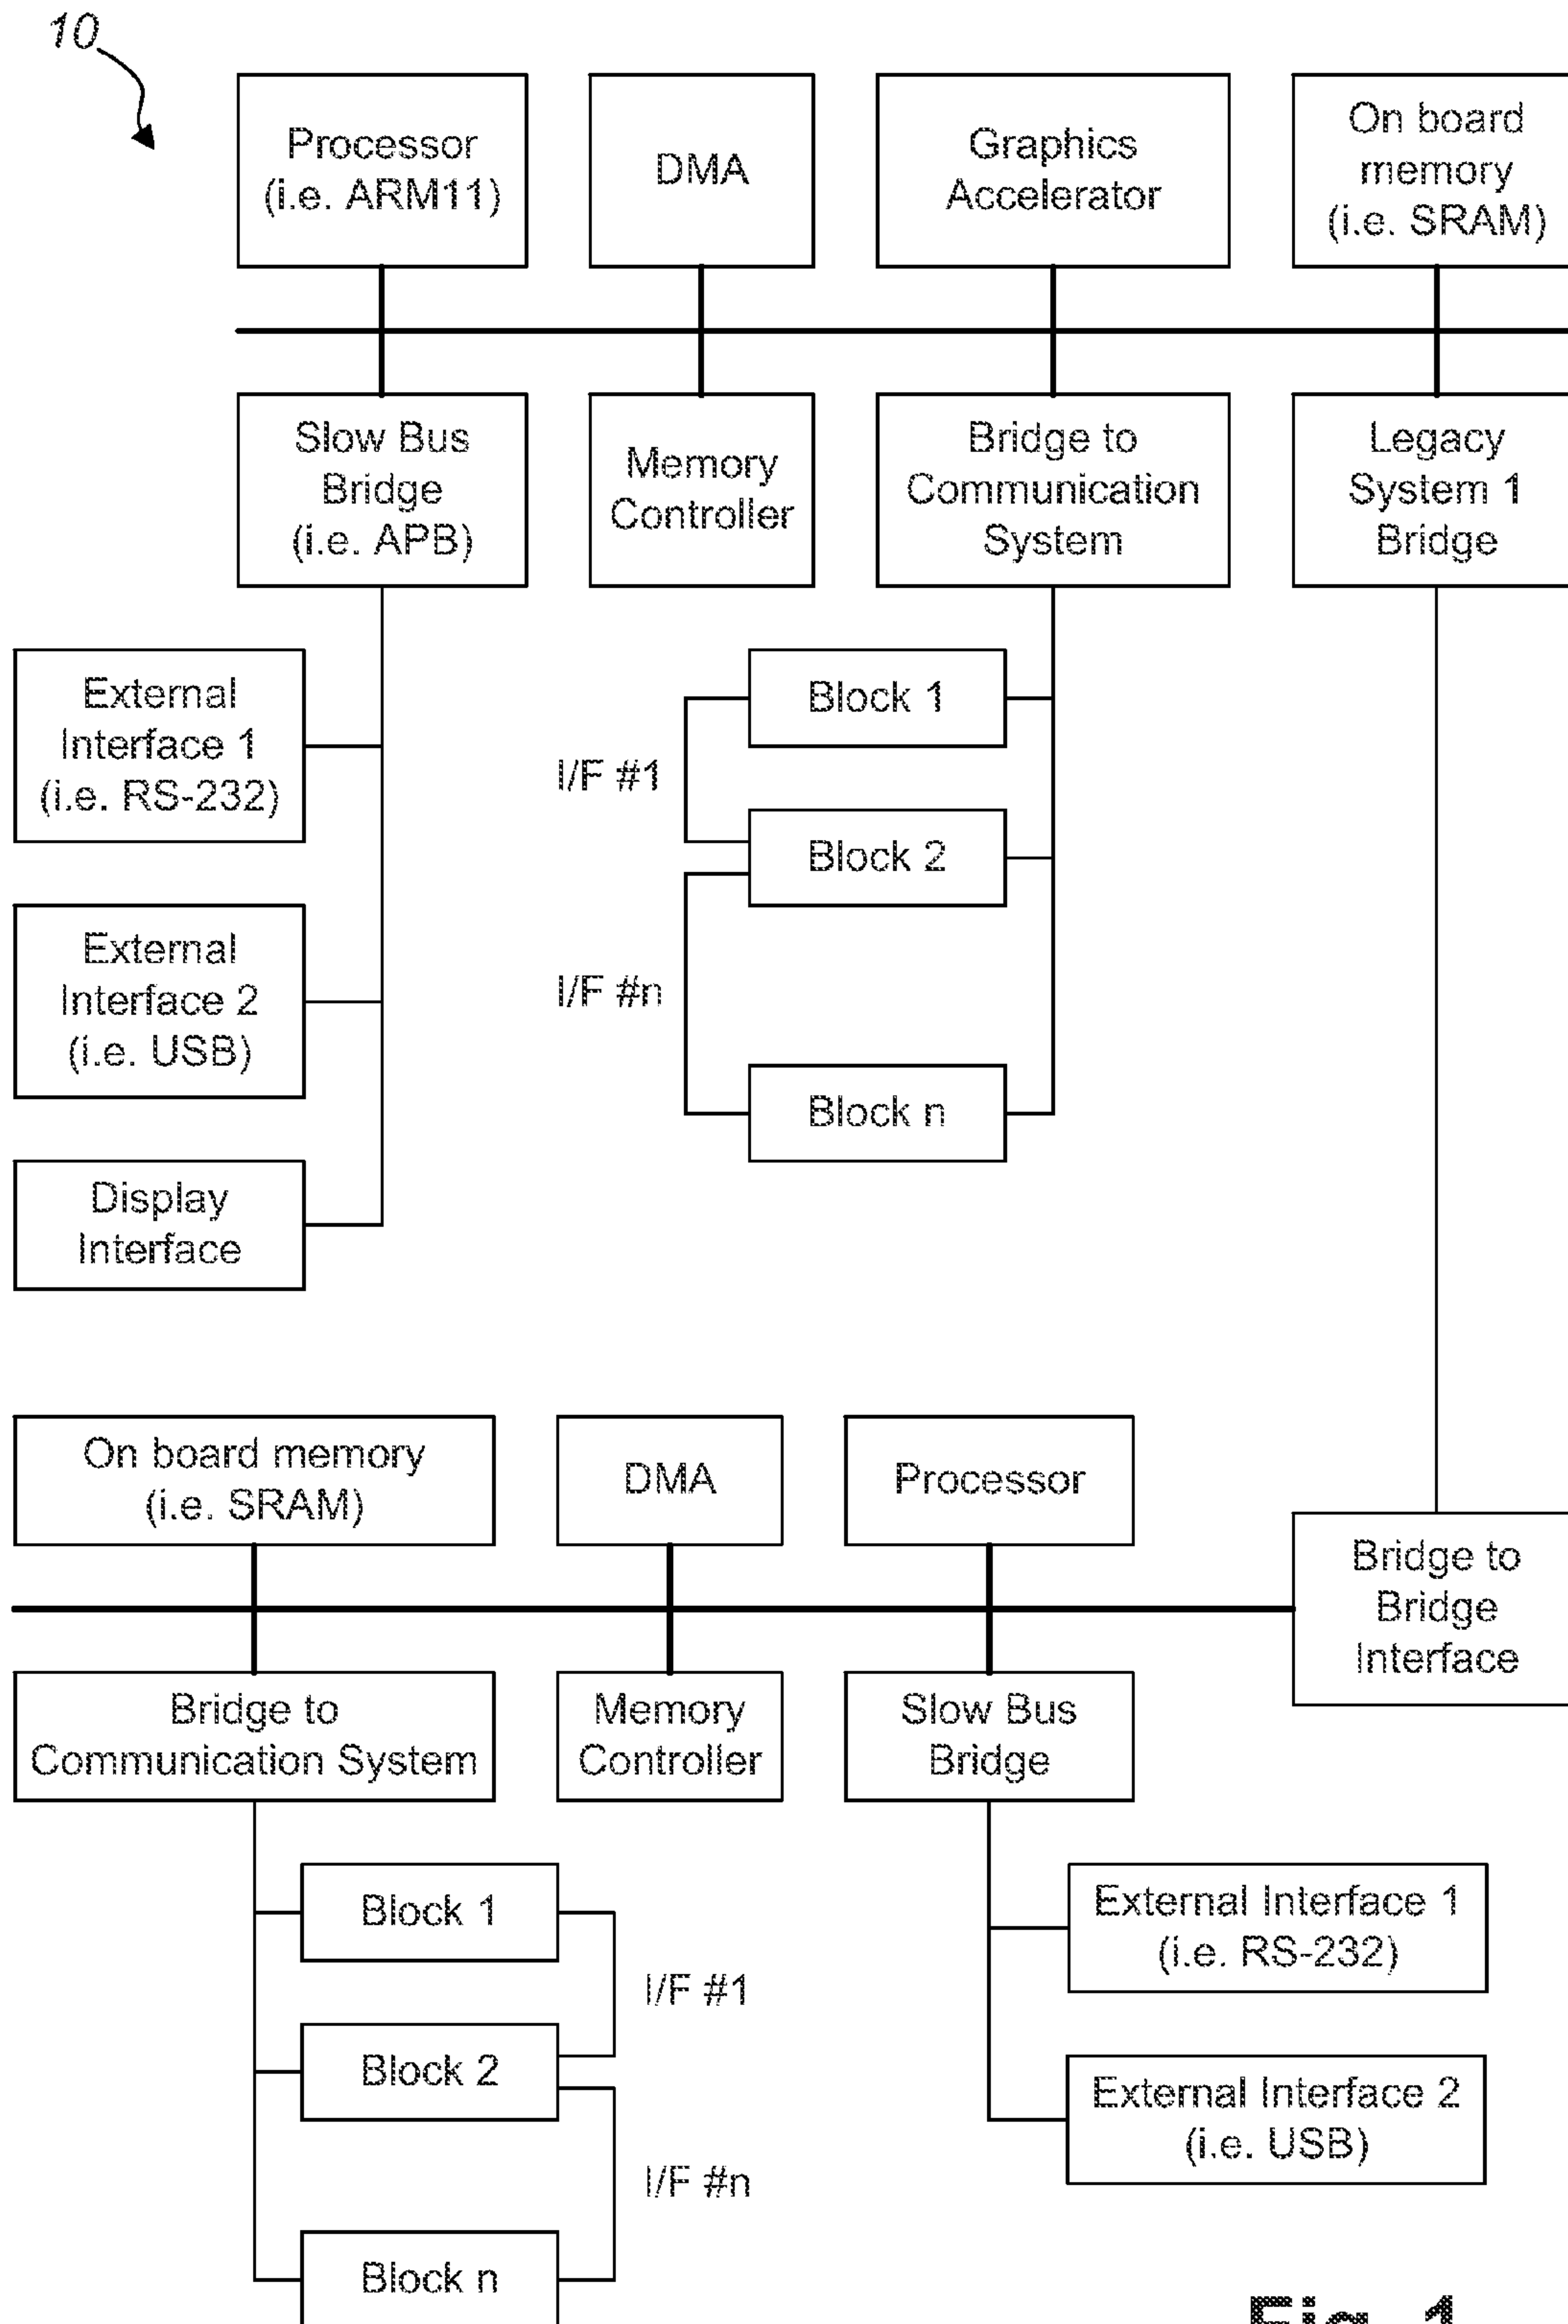 10
Processor
(i.e. ARM11)
DMA
Graphics
Accelerator
On board
memory
(i.e. SRAM)
Slow Bus
Bridge
(i.e. APB)
Memory
Controller
Bridge to
Communication
System
Legacy
System 1
Bridge
External
Interface 1
(i.e. RS-232)
External
Interface 2
(i.e. USB)
Display
Interface
Block 1
I/F #1
Block 2
I/F #n
Block n
On board memory
(i.e. SRAM)
DMA
Processor
Bridge to
Bridge
Interface
Bridge to
Communication System
Memory
Controller
Slow Bus
Bridge
Block 1
I/F #1
Block 2
I/F #n
Block n
External Interface 1
(i.e. RS-232)
External Interface 2
(i.e. USB)
Fig. 1